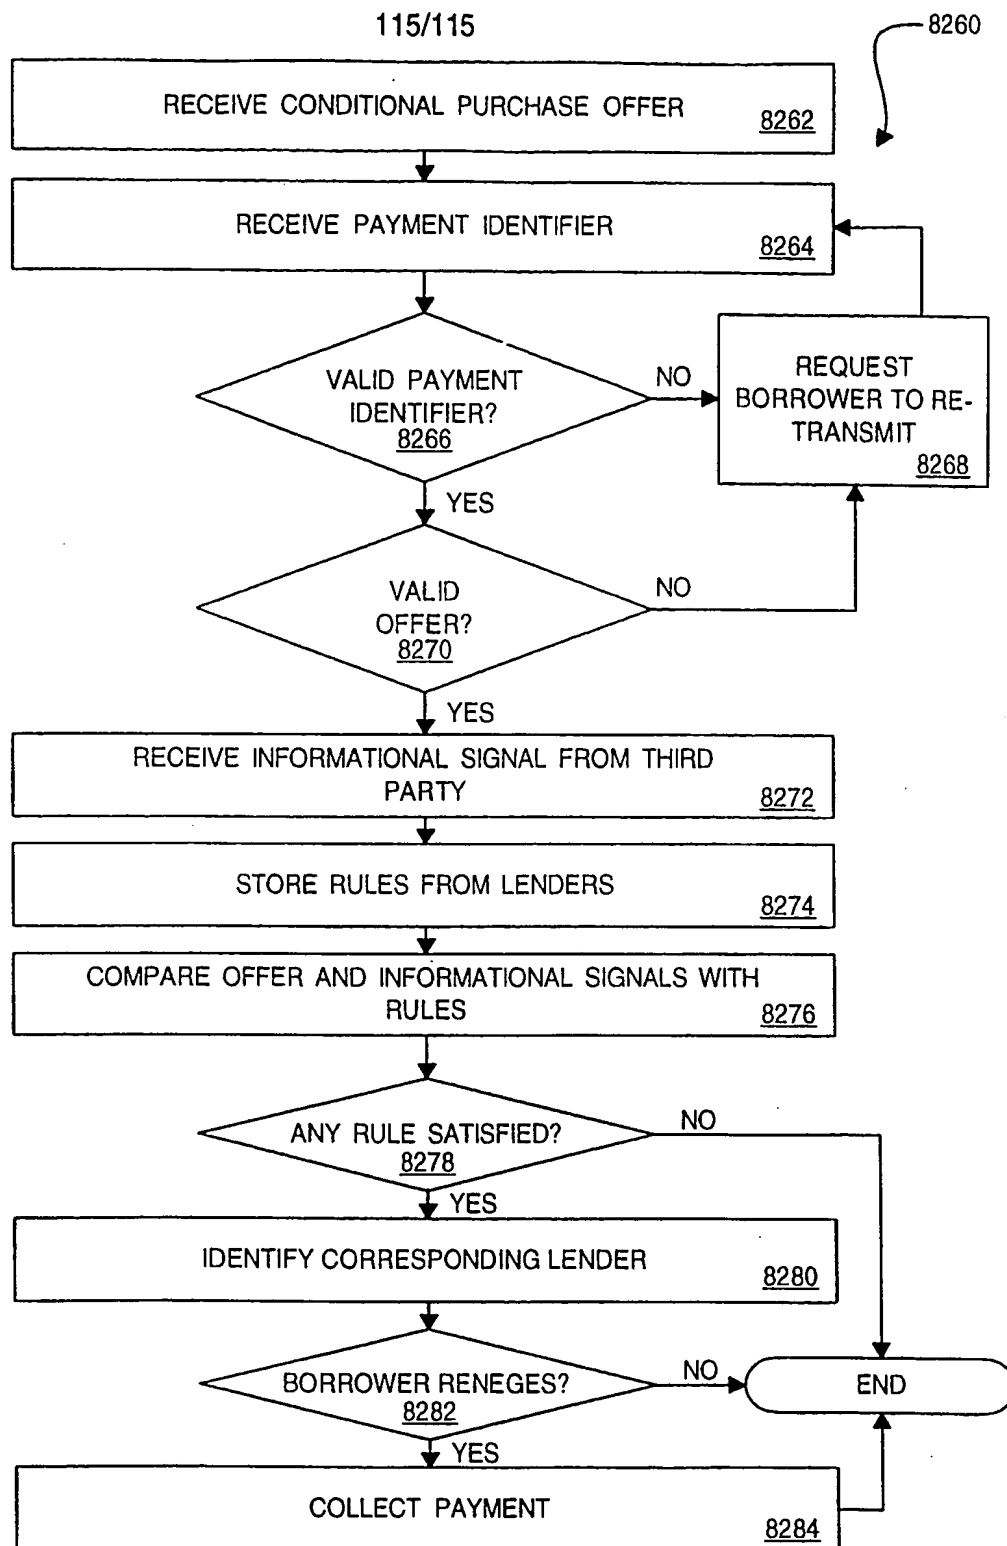 115/115
8260
RECEIVE CONDITIONAL PURCHASE OFFER
8262
RECEIVE PAYMENT IDENTIFIER
8264
VALID PAYMENT
IDENTIFIER?
8266
NO
REQUEST
BORROWER TO RE-
TRANSMIT
8268
YES
VALID
OFFER?
8270
NO
YES
RECEIVE INFORMATIONAL SIGNAL FROM THIRD
PARTY
8272
STORE RULES FROM LENDERS
8274
COMPARE OFFER AND INFORMATIONAL SIGNALS WITH
RULES
8276
ANY RULE SATISFIED?
8278
NO
YES
IDENTIFY CORRESPONDING LENDER
8280
BORROWER RENEGES?
8282
NO
END
YES
COLLECT PAYMENT
8284